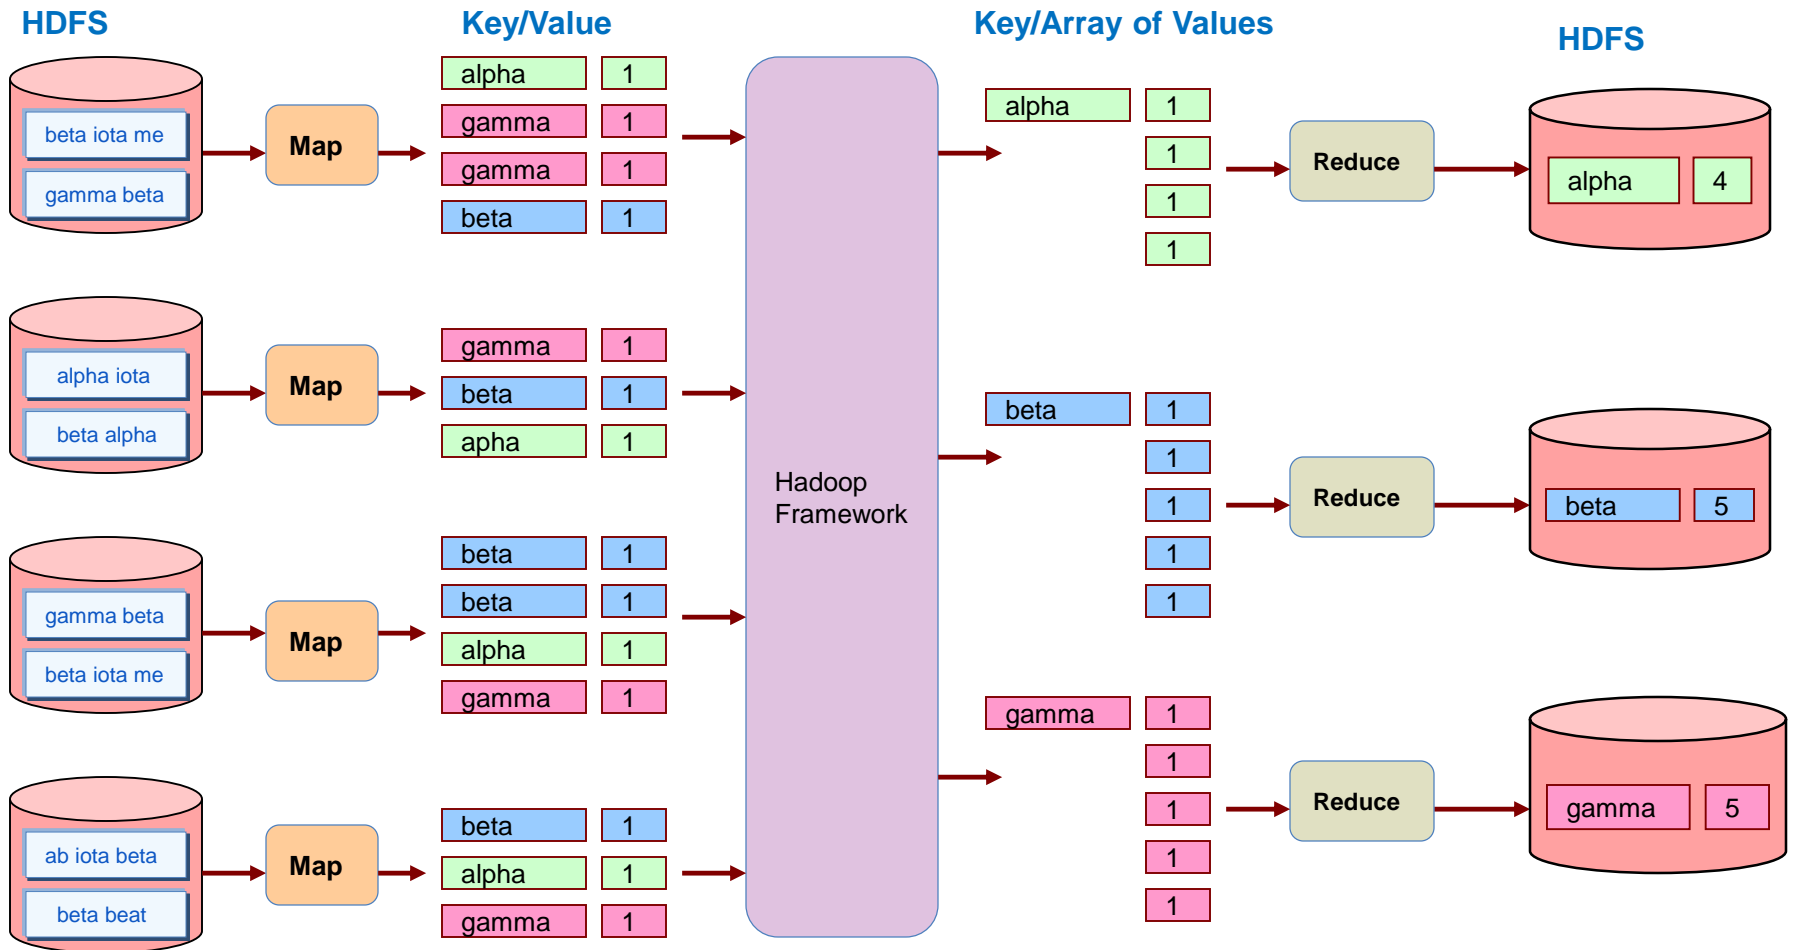 HDFS
Key/Value
Key/Array of Values
HDFS
beta iota me
gamma beta
Map
alpha 1
gamma 1
gamma 1
beta 1
alpha iota
beta alpha
Map
gamma 1
beta 1
apha 1
gamma beta
beta iota me
Map
beta 1
beta 1
alpha 1
gamma 1
ab iota beta
beta beat
Map
beta 1
alpha 1
gamma 1
Hadoop
Framework
alpha 1
1
1
1
Reduce
alpha 4
beta 1
1
1
1
1
Reduce
beta 5
gamma 1
1
1
1
1
Reduce
gamma 5